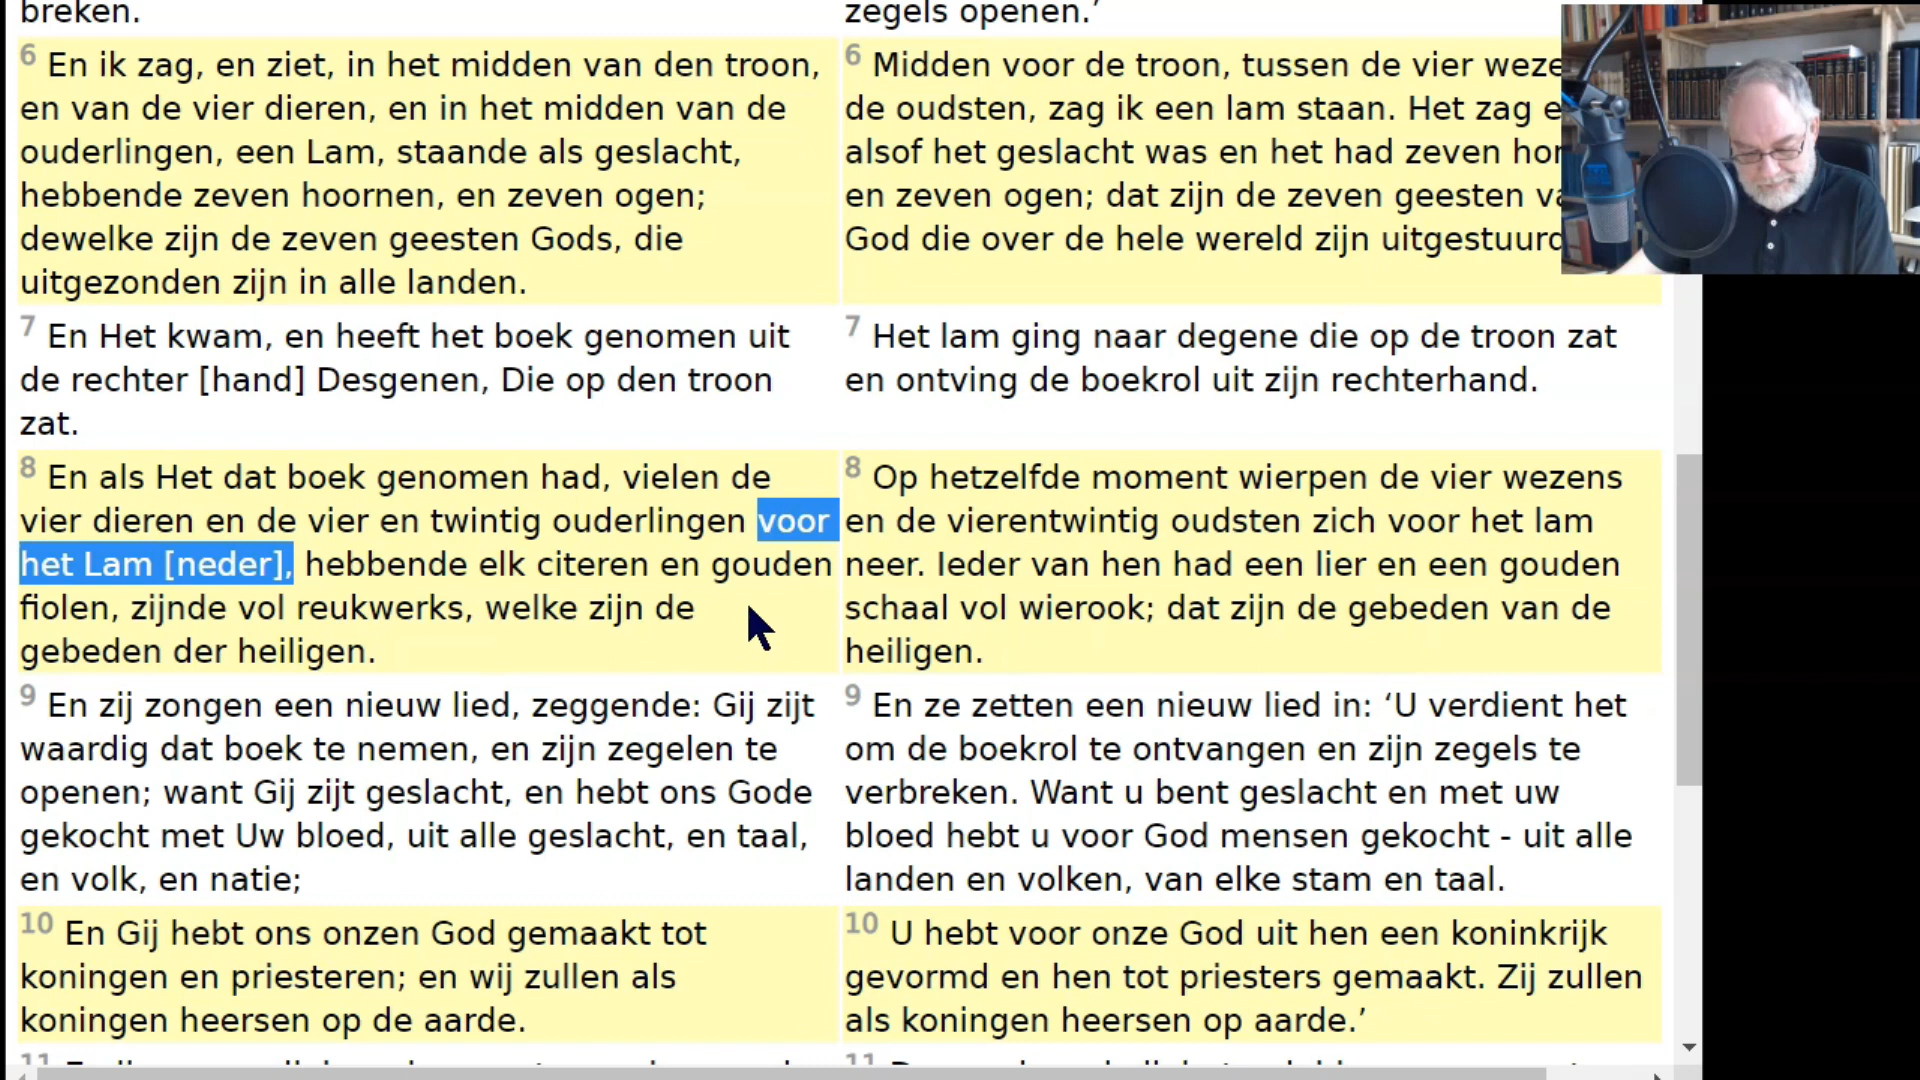 breken.
6 En ik zag, en ziet, in het midden van den troon,
en van de vier dieren, en in het midden van de
ouderlingen, een Lam, staande als geslacht,
hebbende zeven hoornen, en zeven ogen;
dewelke zijn de zeven geesten Gods, die
uitgezonden zijn in alle landen.
7 En Het kwam, en heeft het boek genomen uit
de rechter [hand] Desgenen, Die op den troon
zat.
8 En als Het dat boek genomen had, vielen de
vier dieren en de vier en twintig ouderlingen voor
het Lam [neder], hebbende elk citeren en gouden
fiolen, zijnde vol reukwerks, welke zijn de
gebeden der heiligen.
9 En zij zongen een nieuw lied, zeggende: Gij zijt
waardig dat boek te nemen, en zijn zegelen te
openen; want Gij zijt geslacht, en hebt ons Gode
gekocht met Uw bloed, uit alle geslacht, en taal,
en volk, en natie;
10 En Gij hebt ons onzen God gemaakt tot
koningen en priesteren; en wij zullen als
koningen heersen op de aarde.
11
zegels openen.’
6 Midden voor de troon, tussen de vier
de oudsten, zag ik een lam staan. Het zag
alsof het geslacht was en het had zeven
en zeven ogen; dat zijn de zeven geesten
God die over de hele wereld zijn
7 Het lam ging naar degene die op de troon zat
en ontving de boekrol uit zijn rechterhand.
8 Op hetzelfde moment wierpen de vier wezens
en de vierentwintig oudsten zich voor het lam
neer. Ieder van hen had een lier en een gouden
schaal vol wierook; dat zijn de gebeden van de
heiligen.
9 En ze zetten een nieuw lied in: ‘U verdient het
om de boekrol te ontvangen en zijn zegels te
verbreken. Want u bent geslacht en met uw
bloed hebt u voor God mensen gekocht - uit alle
landen en volken, van elke stam en taal.
10 U hebt voor onze God uit hen een koninkrijk
gevormd en hen tot priesters gemaakt. Zij zullen
als koningen heersen op aarde.’
11